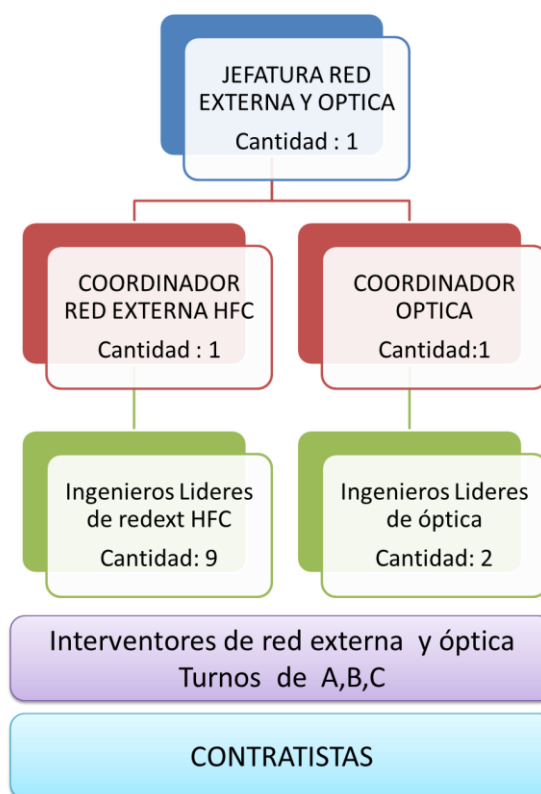 JEFATURA RED
EXTERNA Y OPTICA
Cantidad : 1
COORDINADOR
RED EXTERNA HFC
Cantidad : 1
COORDINADOR
OPTICA
Cantidad:1
Ingenieros Lideres
de redext HFC
Cantidad: 9
Ingenieros Lideres
de óptica
Cantidad: 2
Interventores de red externa y óptica
Turnos de A,B,C
CONTRATISTAS